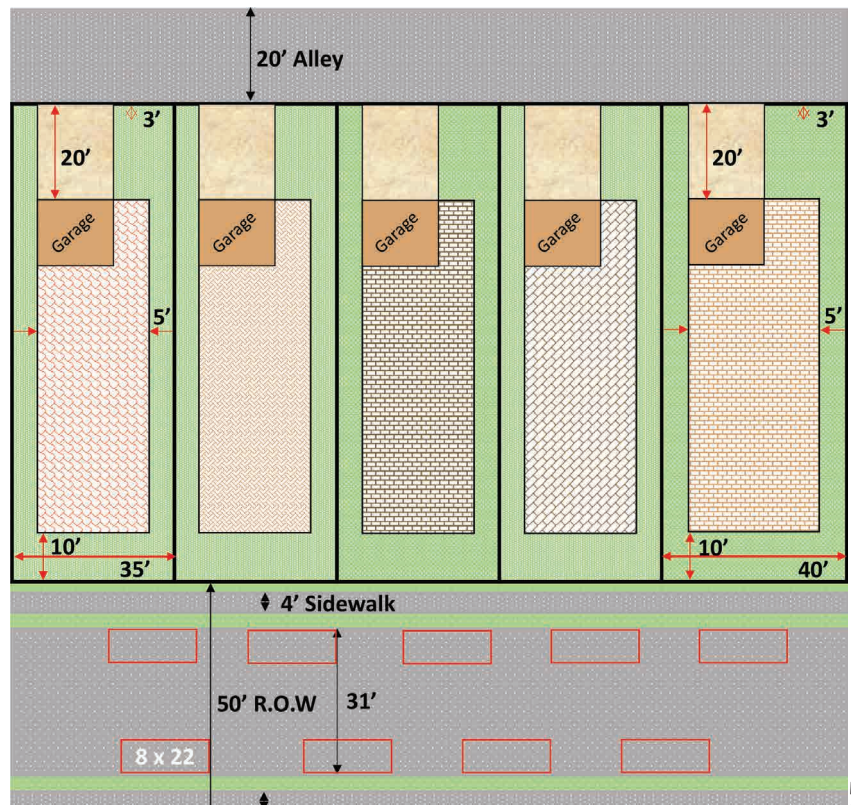 20’ Alley
3’
3’
20’
20’
Garage
Garage
Garage
Garage
Garage
5’
5’
10’
10’
35’
40’
4’ Sidewalk
50’ R.O.W
31’
8 x 22